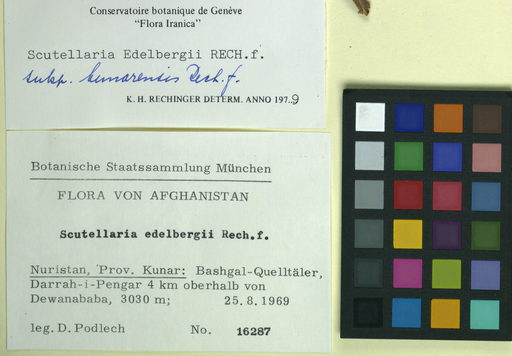 Conservatoire botanique de Genève
"Flora Iranica"
Scutellaria Edelbergii RECH.f.
subsp. kunarensis Rech.f.
K. H. RECHINGER DETERM. ANNO 197..9
Botanische Staatssammlung München
FLORA VON AFGHANISTAN
Scutellaria edelbergii Rech.f.
Nuristan, Prov. Kunar: Bashgal-Quelltäler,
Darrah-i-Pengar 4 km oberhalb von
Dewanababa, 3030 m; 25.8.1969
leg. D. Podlech No. 16287